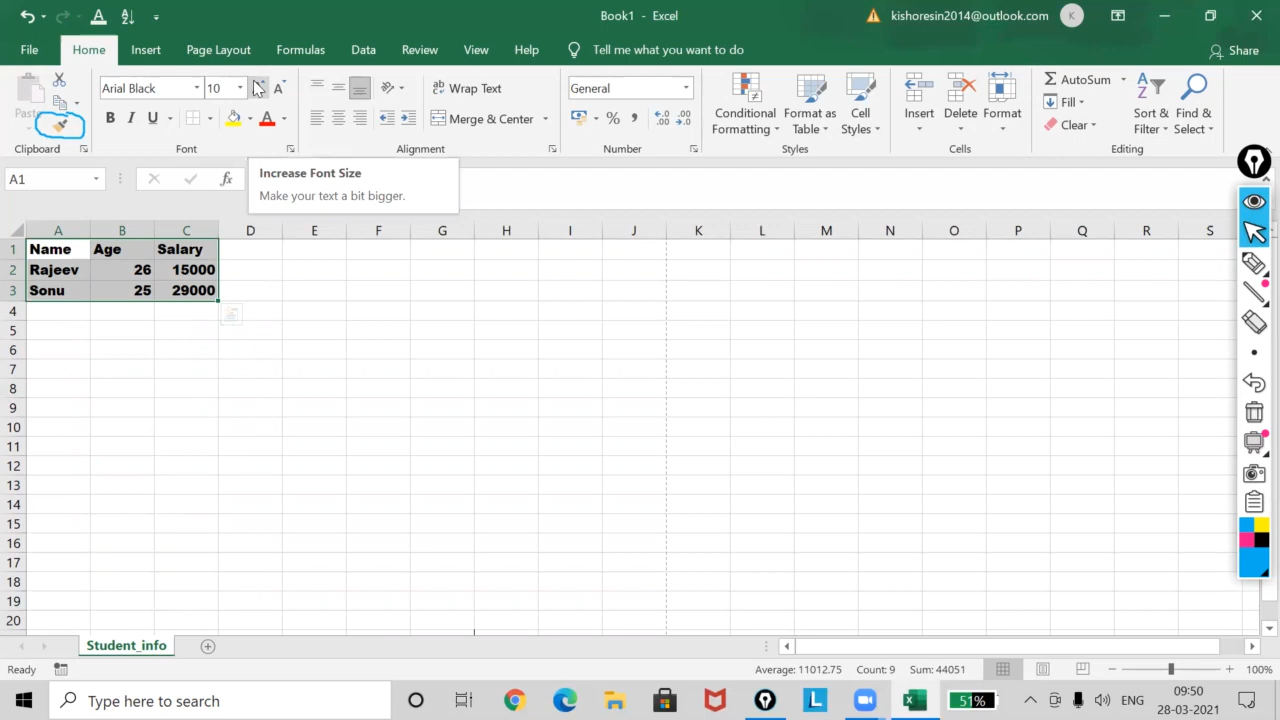 Book1 - Excel
kishoresin2014@outlook.com
K
File
Home
Insert
Page Layout
Formulas
Data
Review
View
Help
Tell me what you want to do
Share
Paste
Arial Black
10
A
B I U
A
Wrap Text
Merge & Center
General
%
Conditional Formatting
Format as Table
Cell Styles
Insert
Delete
Format
AutoSum
Fill
Clear
Sort & Filter
Find & Select
Clipboard
Font
Alignment
Number
Styles
Cells
Editing
A1
fx
Increase Font Size
Make your text a bit bigger.
A B C D E F G H I J K L M N O P Q R S
1 Name Age Salary
2 Rajeev 26 15000
3 Sonu 25 29000
4
5
6
7
8
9
10
11
12
13
14
15
16
17
18
19
20
Student_info
Ready
Average: 11012.75 Count: 9 Sum: 44051
100%
Type here to search
51%
ENG
09:50
28-03-2021